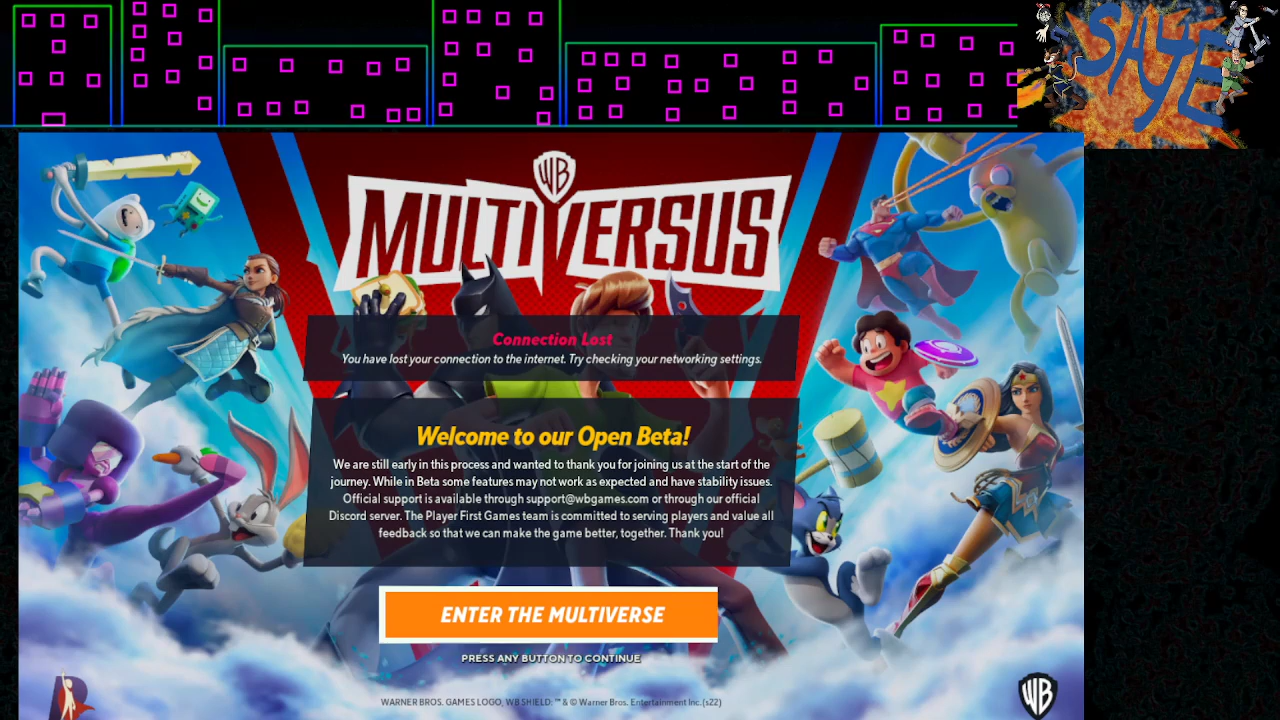 SAYE
WB
MULTIVERSUS
Connection Lost
You have lost your connection to the internet. Try checking your networking settings.
Welcome to our Open Beta!
We are still early in this process and wanted to thank you for joining us at the start of the
journey. While in Beta some features may not work as expected and have stability issues.
Official support is available through support@wbgames.com or through our official
Discord server. The Player First Games team is committed to serving players and value all
feedback so that we can make the game better, together. Thank you!
ENTER THE MULTIVERSE
PRESS ANY BUTTON TO CONTINUE
WARNER BROS. GAMES LOGO, WB SHIELD: ™ & © Warner Bros. Entertainment Inc.(s22)
WB